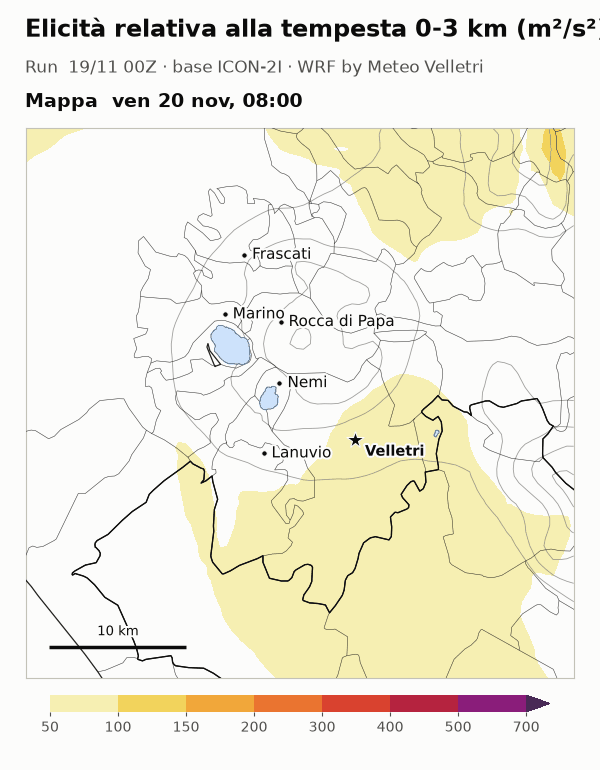 Elicità relativa alla tempesta 0-3 km (m²/s²)
Run 19/11 00Z · base ICON-2I · WRF by Meteo Velletri
Mappa ven 20 nov, 08:00
Frascati
Marino
Rocca di Papa
Nemi
Velletri
Lanuvio
10 km
50 100 150 200 300 400 500 700